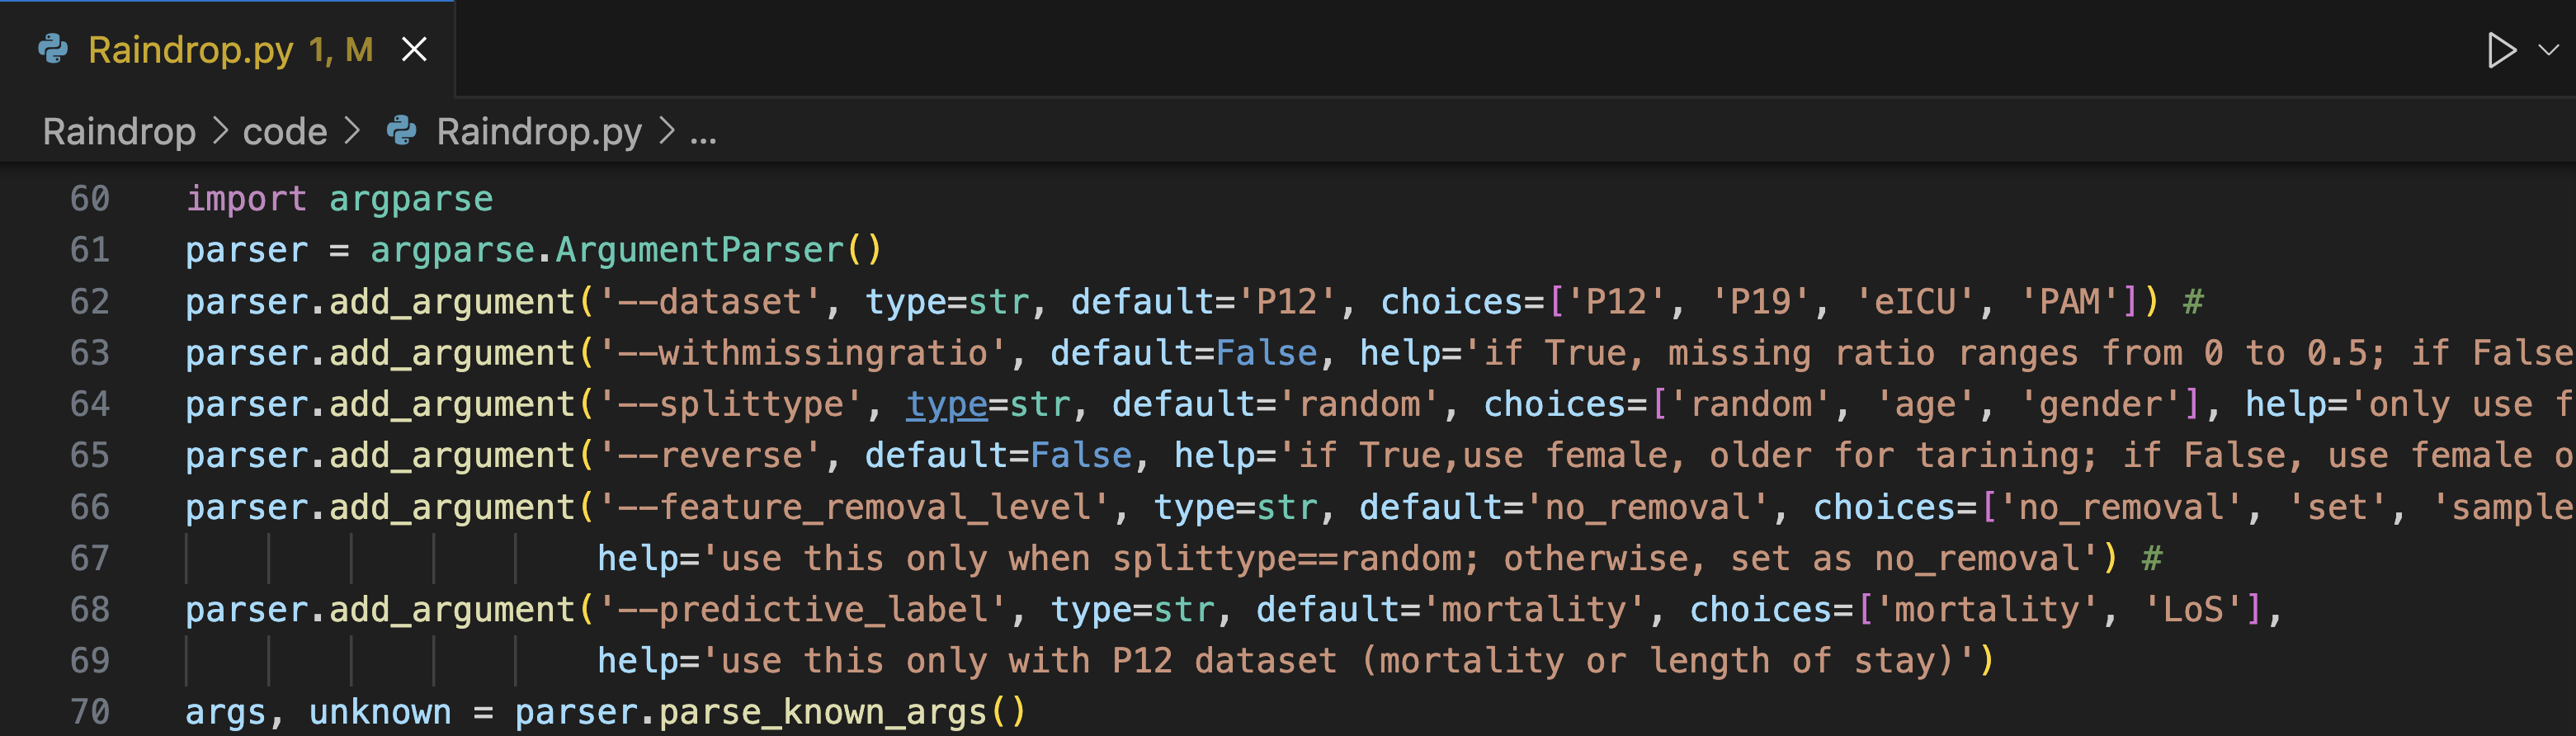 Raindrop.py 1, M
Raindrop > code > Raindrop.py > ...
60 import argparse
61 parser = argparse.ArgumentParser()
62 parser.add_argument('--dataset', type=str, default='P12', choices=['P12', 'P19', 'eICU', 'PAM']) #
63 parser.add_argument('--withmissingratio', default=False, help='if True, missing ratio ranges from 0 to 0.5; if False
64 parser.add_argument('--splittype', type=str, default='random', choices=['random', 'age', 'gender'], help='only use f
65 parser.add_argument('--reverse', default=False, help='if True,use female, older for tarining; if False, use female o
66 parser.add_argument('--feature_removal_level', type=str, default='no_removal', choices=['no_removal', 'set', 'sample
67 help='use this only when splittype==random; otherwise, set as no_removal') #
68 parser.add_argument('--predictive_label', type=str, default='mortality', choices=['mortality', 'LoS'],
69 help='use this only with P12 dataset (mortality or length of stay)')
70 args, unknown = parser.parse_known_args()